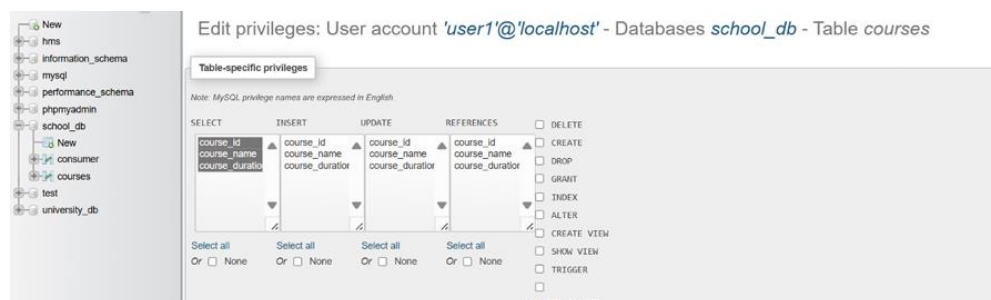 New
hms
information_schema
mysql
performance_schema
phpmyadmin
school_db
New
consumer
courses
test
university_db
Edit privileges: User account 'user1'@'localhost' - Databases school_db - Table courses
Table-specific privileges
Note: MySQL privilege names are expressed in English
SELECT INSERT UPDATE REFERENCES
course_id course_id course_id course_id
course_name course_name course_name course_name
course_duratio course_duration course_duration course_duration
Select all Select all Select all Select all
Or None Or None Or None Or None
DELETE
CREATE
DROP
GRANT
INDEX
ALTER
CREATE VIEW
SHOW VIEW
TRIGGER